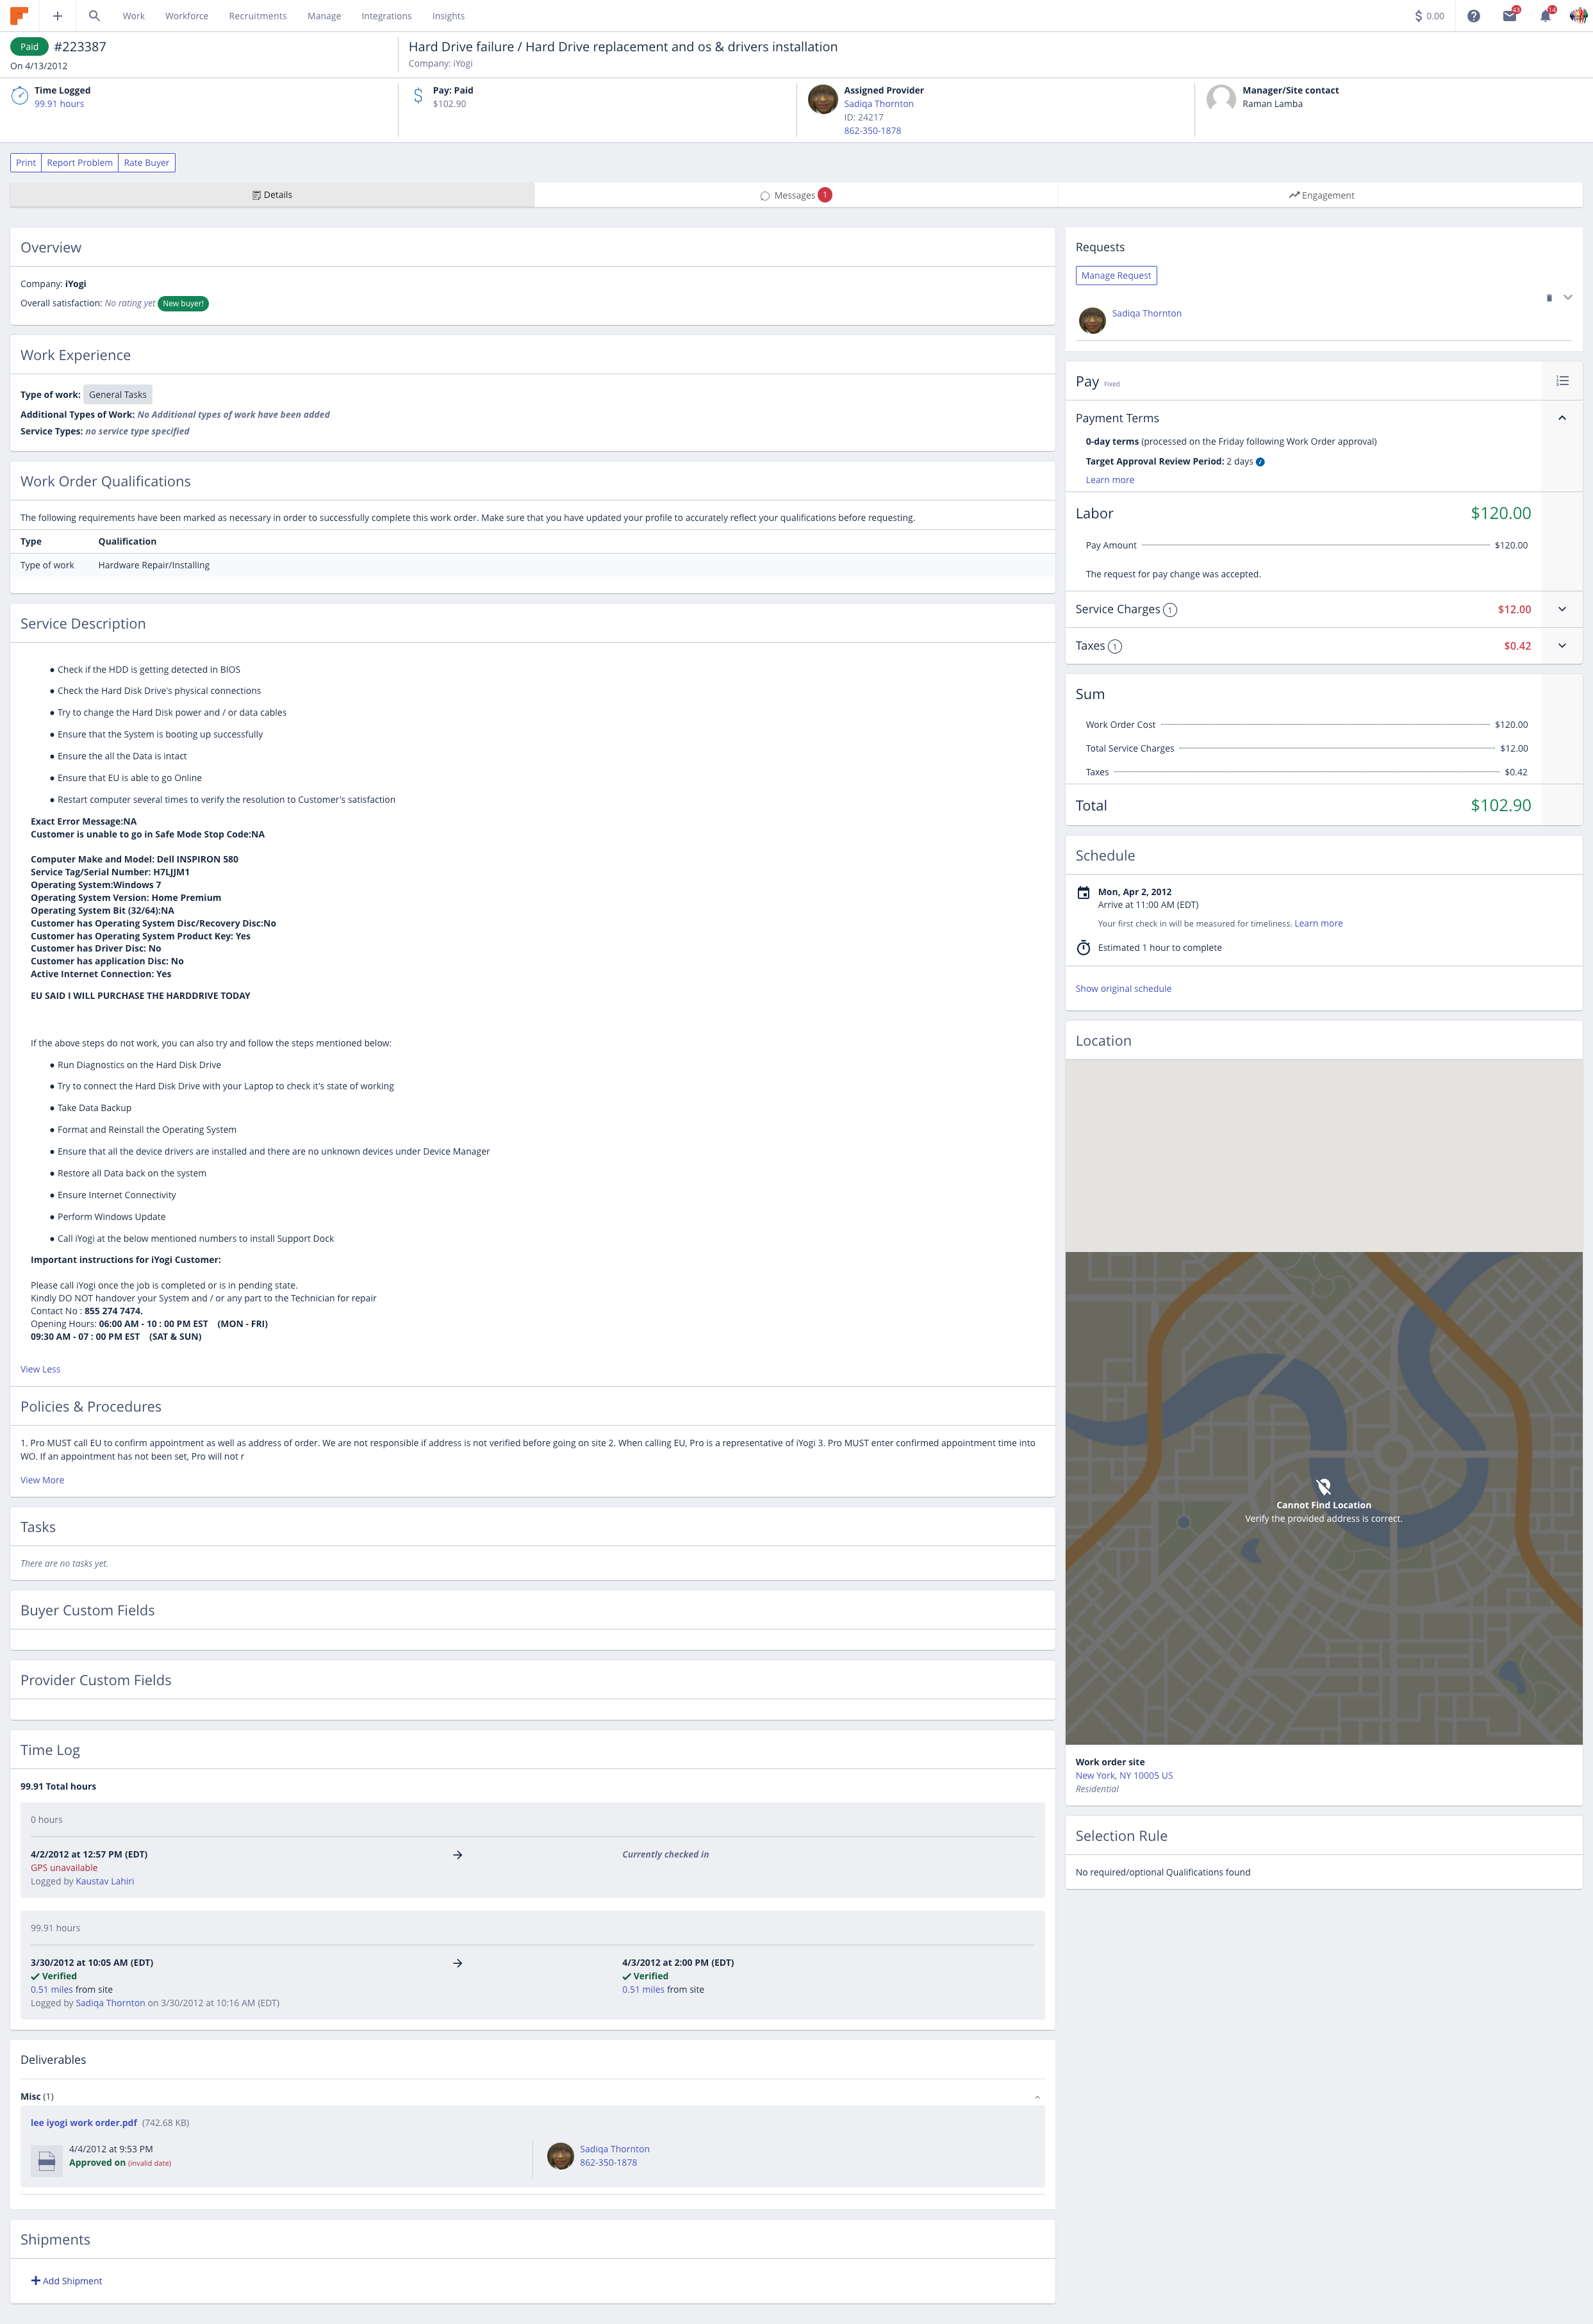 Work Workforce Recruitments Manage Integrations Insights $ 0.00 43 14
Paid #223387
On 4/13/2012
Hard Drive failure / Hard Drive replacement and os & drivers installation
Company: iYogi
Time Logged
99.91 hours
Pay: Paid
$102.90
Assigned Provider
Sadiqa Thornton
ID: 24217
862-350-1878
Manager/Site contact
Raman Lamba
Print Report Problem Rate Buyer
Details Messages 1 Engagement
Overview
Company: iYogi
Overall satisfaction: No rating yet New buyer!
Work Experience
Type of work: General Tasks
Additional Types of Work: No Additional types of work have been added
Service Types: no service type specified
Work Order Qualifications
The following requirements have been marked as necessary in order to successfully complete this work order. Make sure that you have updated your profile to accurately reflect your qualifications before requesting.
Type Qualification
Type of work Hardware Repair/Installing
Service Description
• Check if the HDD is getting detected in BIOS
• Check the Hard Disk Drive's physical connections
• Try to change the Hard Disk power and / or data cables
• Ensure that the System is booting up successfully
• Ensure the all the Data is intact
• Ensure that EU is able to go Online
• Restart computer several times to verify the resolution to Customer's satisfaction
Exact Error Message:NA
Customer is unable to go in Safe Mode Stop Code:NA
Computer Make and Model: Dell INSPIRON 580
Service Tag/Serial Number: H7LJJM1
Operating System:Windows 7
Operating System Version: Home Premium
Operating System Bit (32/64):NA
Customer has Operating System Disc/Recovery Disc:No
Customer has Operating System Product Key: Yes
Customer has Driver Disc: No
Customer has application Disc: No
Active Internet Connection: Yes
EU SAID I WILL PURCHASE THE HARDDRIVE TODAY
If the above steps do not work, you can also try and follow the steps mentioned below:
• Run Diagnostics on the Hard Disk Drive
• Try to connect the Hard Disk Drive with your Laptop to check it's state of working
• Take Data Backup
• Format and Reinstall the Operating System
• Ensure that all the device drivers are installed and there are no unknown devices under Device Manager
• Restore all Data back on the system
• Ensure Internet Connectivity
• Perform Windows Update
• Call iYogi at the below mentioned numbers to install Support Dock
Important instructions for iYogi Customer:
Please call iYogi once the job is completed or is in pending state.
Kindly DO NOT handover your System and / or any part to the Technician for repair
Contact No : 855 274 7474.
Opening Hours: 06:00 AM - 10 : 00 PM EST (MON - FRI)
09:30 AM - 07 : 00 PM EST (SAT & SUN)
View Less
Policies & Procedures
1. Pro MUST call EU to confirm appointment as well as address of order. We are not responsible if address is not verified before going on site 2. When calling EU, Pro is a representative of iYogi 3. Pro MUST enter confirmed appointment time into
WO. If an appointment has not been set, Pro will not r
View More
Tasks
There are no tasks yet.
Buyer Custom Fields
Provider Custom Fields
Time Log
99.91 Total hours
0 hours
4/2/2012 at 12:57 PM (EDT) Currently checked in
GPS unavailable
Logged by Kaustav Lahiri
99.91 hours
3/30/2012 at 10:05 AM (EDT) 4/3/2012 at 2:00 PM (EDT)
Verified Verified
0.51 miles from site 0.51 miles from site
Logged by Sadiqa Thornton on 3/30/2012 at 10:16 AM (EDT)
Deliverables
Misc (1)
lee iyogi work order.pdf (742.68 KB)
4/4/2012 at 9:53 PM
Approved on (invalid date)
Sadiqa Thornton
862-350-1878
Shipments
Add Shipment
Requests
Manage Request
Sadiqa Thornton
Pay Fixed
Payment Terms
0-day terms (processed on the Friday following Work Order approval)
Target Approval Review Period: 2 days
Learn more
Labor $120.00
Pay Amount $120.00
The request for pay change was accepted.
Service Charges 1 $12.00
Taxes 1 $0.42
Sum
Work Order Cost $120.00
Total Service Charges $12.00
Taxes $0.42
Total $102.90
Schedule
Mon, Apr 2, 2012
Arrive at 11:00 AM (EDT)
Your first check in will be measured for timeliness. Learn more
Estimated 1 hour to complete
Show original schedule
Location
Cannot Find Location
Verify the provided address is correct.
Work order site
New York, NY 10005 US
Residential
Selection Rule
No required/optional Qualifications found